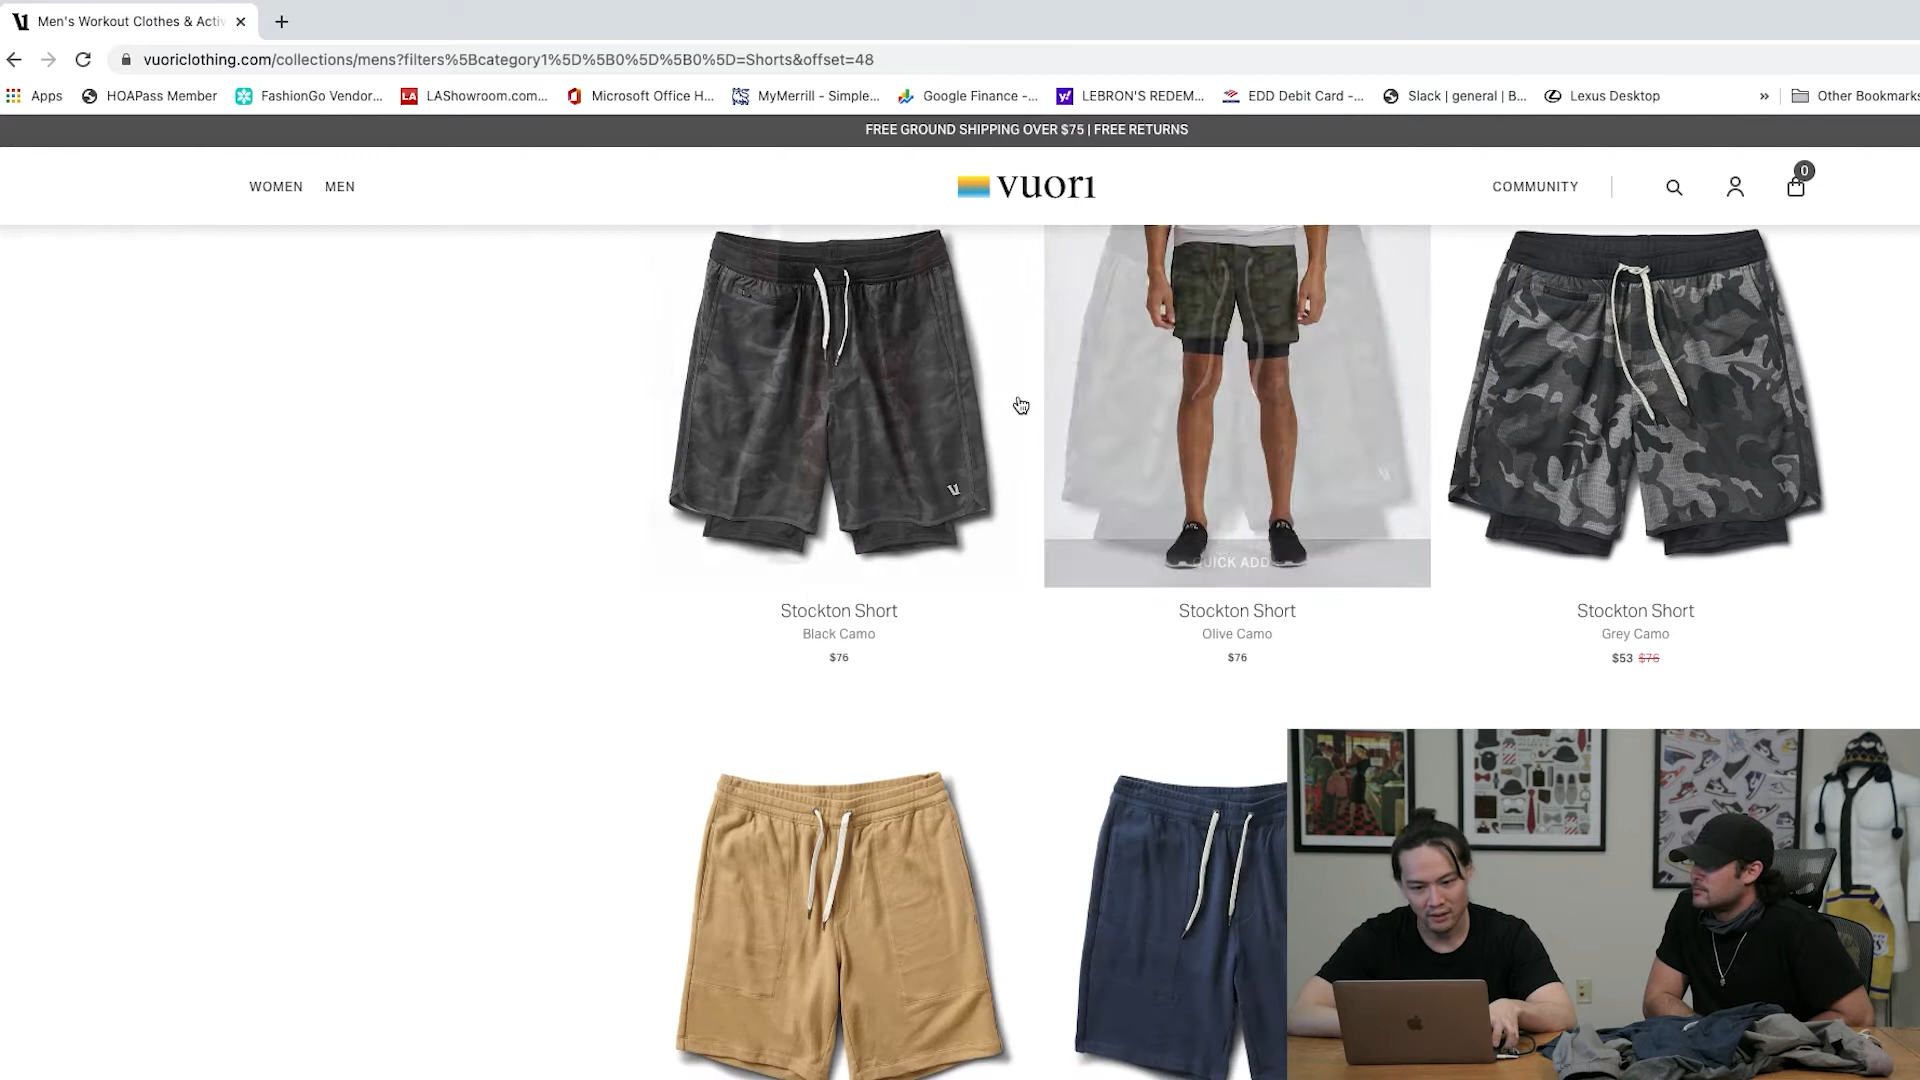 Men's Workout Clothes & Activ
vuoriclothing.com/collections/mens?filters%5Bcategory1%5D%5B0%5D%5B0%5D=Shorts&offset=48
Apps HOAPass Member FashionGo Vendor... LAShowroom.com... Microsoft Office H... MyMerrill - Simple... Google Finance -... LEBRON'S REDEM... EDD Debit Card -... Slack | general | B... Lexus Desktop » Other Bookmarks
FREE GROUND SHIPPING OVER $75 | FREE RETURNS
WOMEN MEN vuori COMMUNITY 0
QUICK ADD
Stockton Short Stockton Short Stockton Short
Black Camo Olive Camo Grey Camo
$76 $76 $53 $76